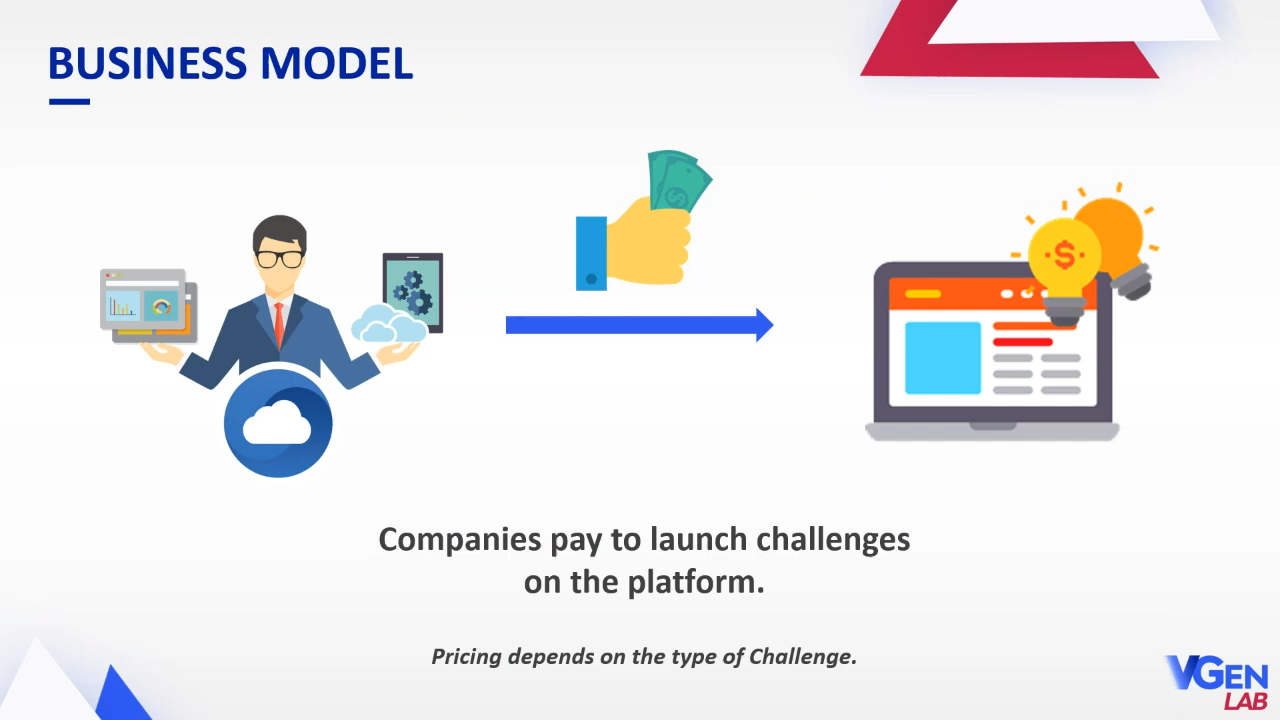 BUSINESS MODEL
$
$
Companies pay to launch challenges
on the platform.
Pricing depends on the type of Challenge.
VGEN
LAB